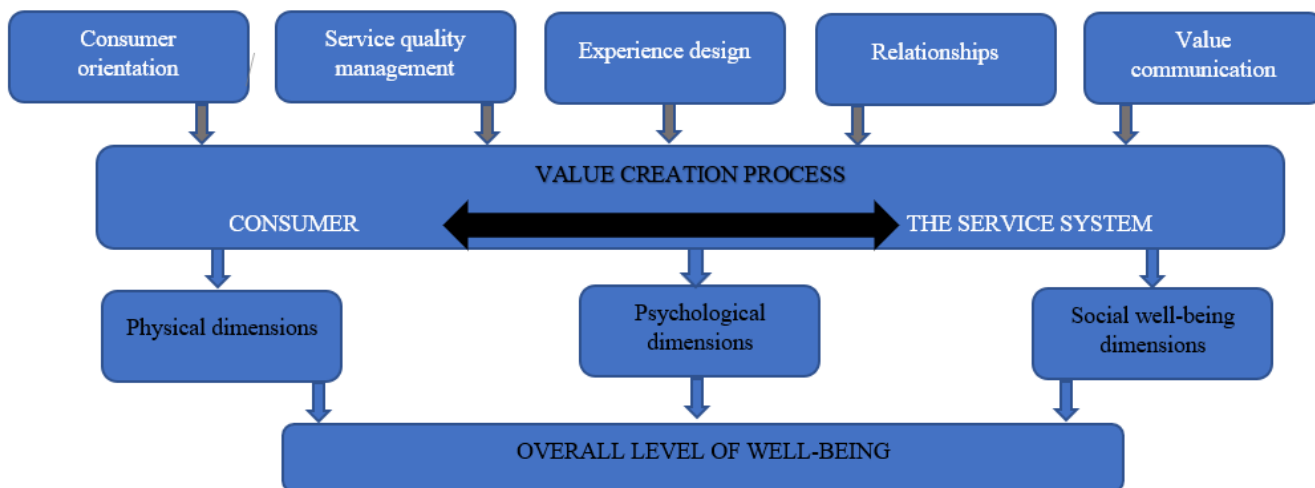 Consumer
orientation
Service quality
management
Experience design
Relationships
Value
communication
VALUE CREATION PROCESS
CONSUMER
THE SERVICE SYSTEM
Physical dimensions
Psychological
dimensions
Social well-being
dimensions
OVERALL LEVEL OF WELL-BEING